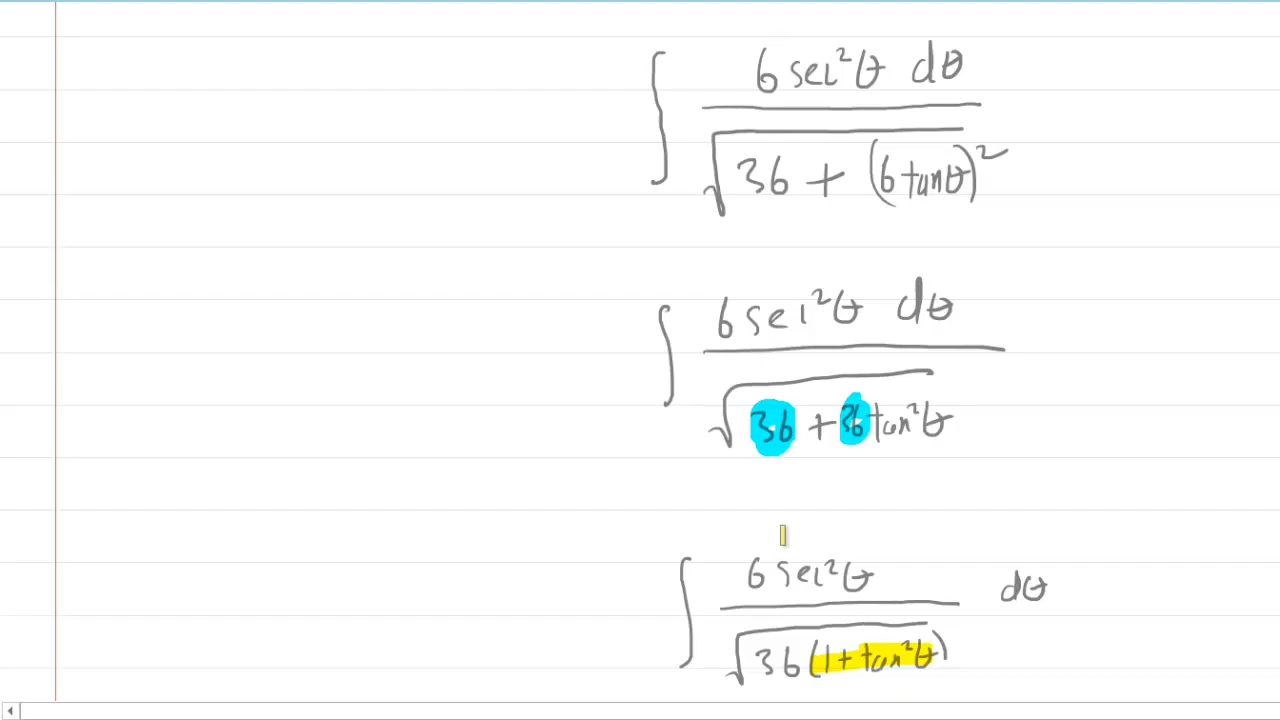 ∫ 6 sec²θ dθ
√36 + (6 tanθ)²
∫ 6 sec²θ dθ
√36 + 36 tan²θ
∫ 6 sec²θ dθ
√36 (1 + tan²θ)